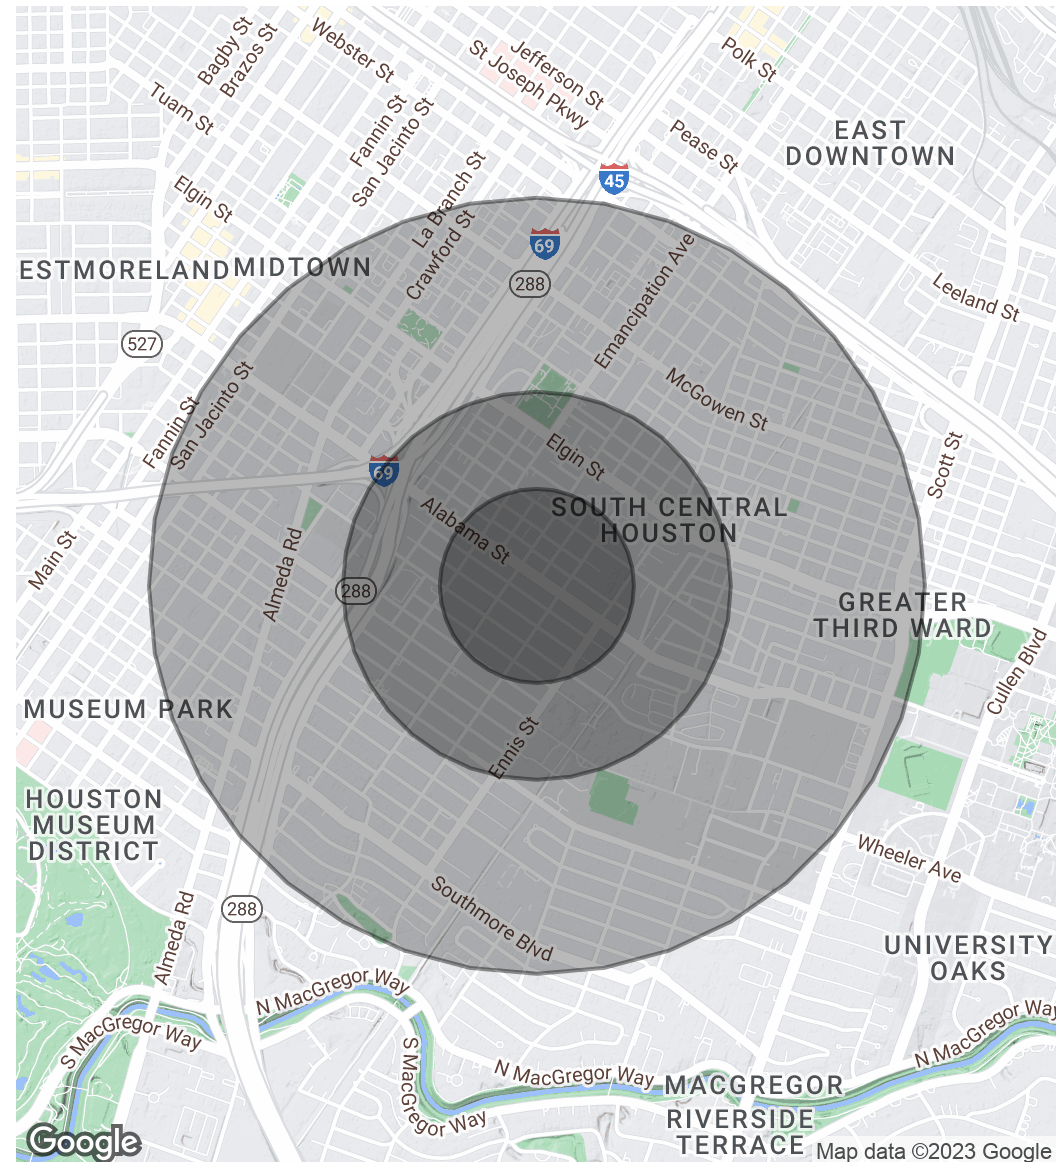 Bagby St
Brazos St
Webster St
Jefferson St
St Joseph Pkwy
Polk St
Tuam St
Fannin St
San Jacinto St
Pease St
EAST
DOWNTOWN
Elgin St
La Branch St
Crawford St
45
69
288
Emancipation Ave
ESTMORELAND
MIDTOWN
Leeland St
527
McGowen St
Fannin St
San Jacinto St
Elgin St
Scott St
69
Alabama St
SOUTH CENTRAL
HOUSTON
Main St
Almeda Rd
288
GREATER
THIRD WARD
Cullen Blvd
MUSEUM PARK
Ennis St
HOUSTON
MUSEUM
DISTRICT
Wheeler Ave
Southmore Blvd
288
Almeda Rd
UNIVERSITY
OAKS
N MacGregor Way
S MacGregor Way
N MacGregor Way
S MacGregor Way
N MacGregor Way
MACGREGOR
RIVERSIDE
TERRACE
Google
Map data ©2023 Google